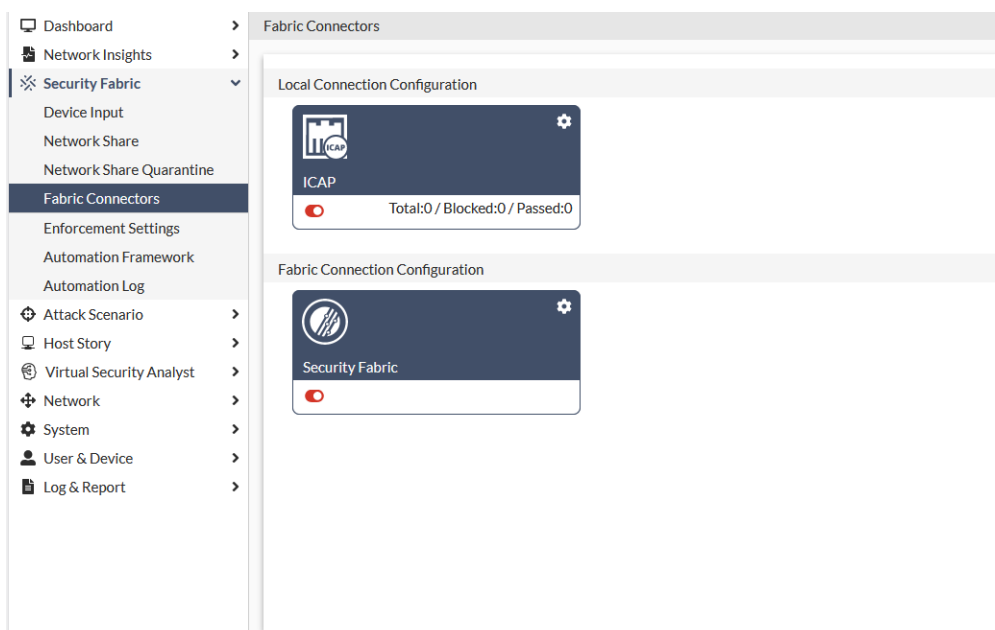 Dashboard
Network Insights
Security Fabric
Device Input
Network Share
Network Share Quarantine
Fabric Connectors
Enforcement Settings
Automation Framework
Automation Log
Attack Scenario
Host Story
Virtual Security Analyst
Network
System
User & Device
Log & Report
Fabric Connectors
Local Connection Configuration
ICAP
ICAP
Total:0 / Blocked:0 / Passed:0
Fabric Connection Configuration
Security Fabric